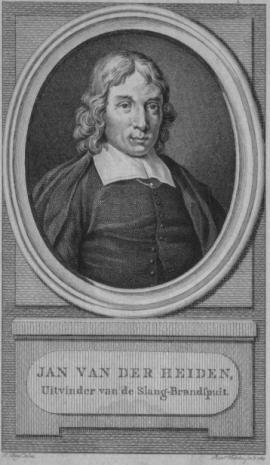 JAN VAN DER HEIDEN,
Uitvinder van de Slang-Brandſpuit.